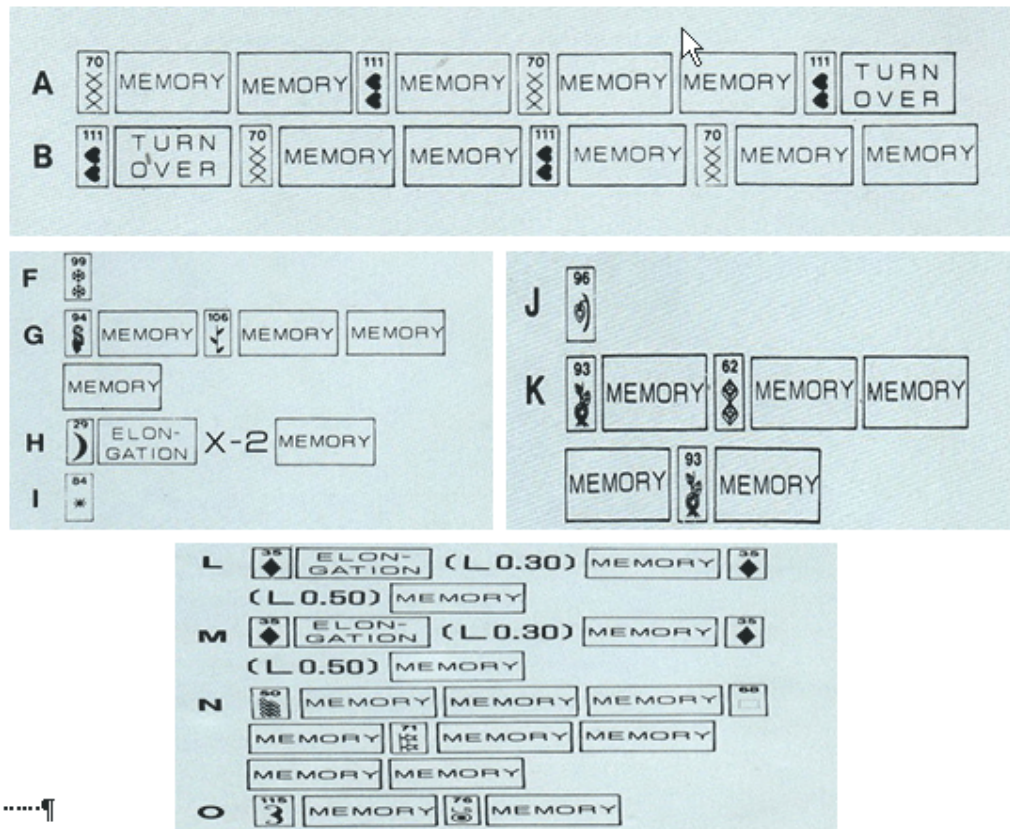 A 70 MEMORY MEMORY 111 MEMORY 70 MEMORY MEMORY 111 TURN OVER
B 111 TURN OVER 70 MEMORY MEMORY 111 MEMORY 70 MEMORY MEMORY
F 99
G 94 MEMORY 106 MEMORY MEMORY
MEMORY
H 29 ELON-GATION X-2 MEMORY
I 84
J 96
K 93 MEMORY 62 MEMORY MEMORY
MEMORY 93 MEMORY
L 35 ELON-GATION (L 0.30) MEMORY 35
(L 0.50) MEMORY
M 35 ELON-GATION (L 0.30) MEMORY 35
(L 0.50) MEMORY
N 50 MEMORY MEMORY MEMORY 68
MEMORY 71 MEMORY MEMORY
MEMORY MEMORY
O 115 MEMORY 76 MEMORY
······¶